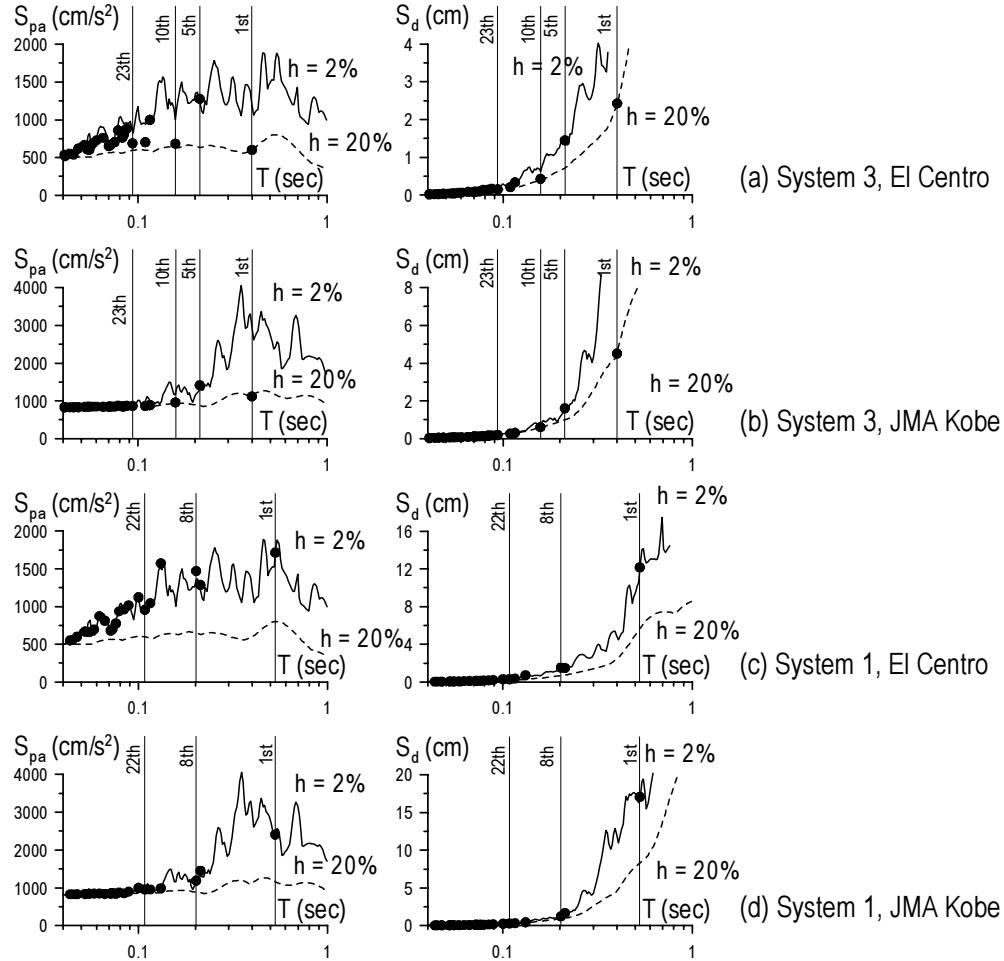 S_pa (cm/s²)
23th
10th
5th
1st
2000
1500
1000
500
0
h = 2%
h = 20%
T (sec)
0.1
1
S_d (cm)
23th
10th
5th
1st
4
3
2
1
0
h = 2%
h = 20%
T (sec)
0.1
1
(a) System 3, El Centro
S_pa (cm/s²)
23th
10th
5th
1st
4000
3000
2000
1000
0
h = 2%
h = 20%
T (sec)
0.1
1
S_d (cm)
23th
10th
5th
1st
8
6
4
2
0
h = 2%
h = 20%
T (sec)
0.1
1
(b) System 3, JMA Kobe
S_pa (cm/s²)
22th
8th
1st
2000
1500
1000
500
0
h = 2%
h = 20%
T (sec)
0.1
1
S_d (cm)
22th
8th
1st
16
12
8
4
0
h = 2%
h = 20%
T (sec)
0.1
1
(c) System 1, El Centro
S_pa (cm/s²)
22th
8th
1st
4000
3000
2000
1000
0
h = 2%
h = 20%
T (sec)
0.1
1
S_d (cm)
22th
8th
1st
20
15
10
5
0
h = 2%
h = 20%
T (sec)
0.1
1
(d) System 1, JMA Kobe